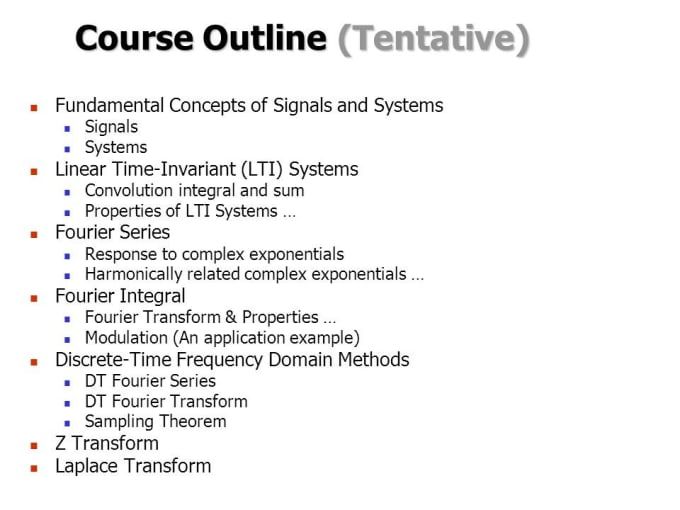 Course Outline (Tentative)
Fundamental Concepts of Signals and Systems
Signals
Systems
Linear Time-Invariant (LTI) Systems
Convolution integral and sum
Properties of LTI Systems ...
Fourier Series
Response to complex exponentials
Harmonically related complex exponentials ...
Fourier Integral
Fourier Transform & Properties ...
Modulation (An application example)
Discrete-Time Frequency Domain Methods
DT Fourier Series
DT Fourier Transform
Sampling Theorem
Z Transform
Laplace Transform